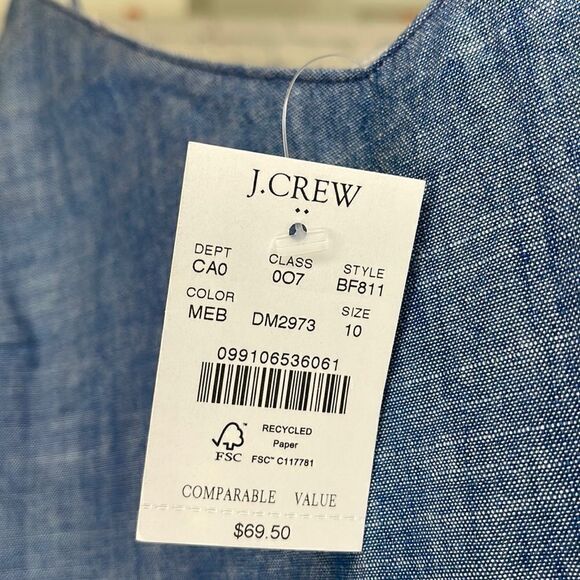 J.CREW
DEPT CLASS STYLE
CA0 0O7 BF811
COLOR SIZE
MEB DM2973 10
099106536061
RECYCLED
Paper
FSC FSC™ C117781
COMPARABLE VALUE
$69.50